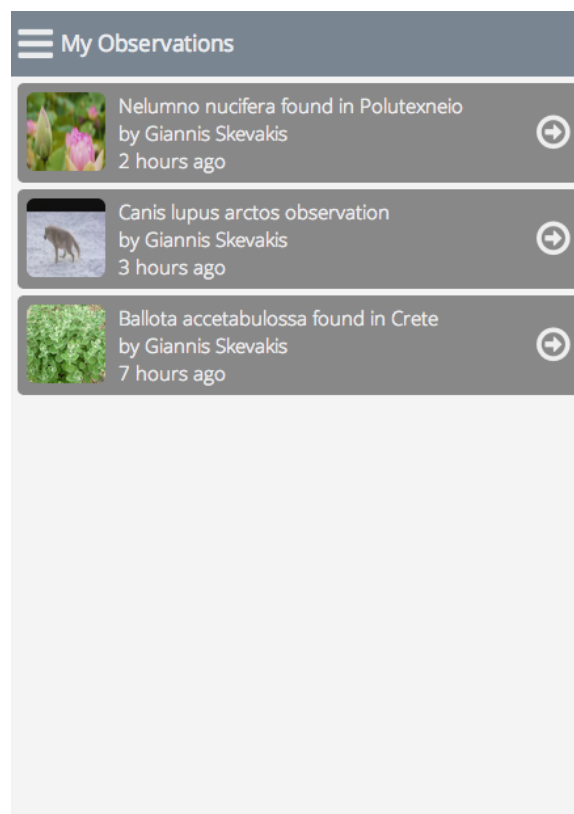 My Observations
Nelumno nucifera found in Polutexneio
by Giannis Skevakis
2 hours ago
Canis lupus arctos observation
by Giannis Skevakis
3 hours ago
Ballota accetabulossa found in Crete
by Giannis Skevakis
7 hours ago